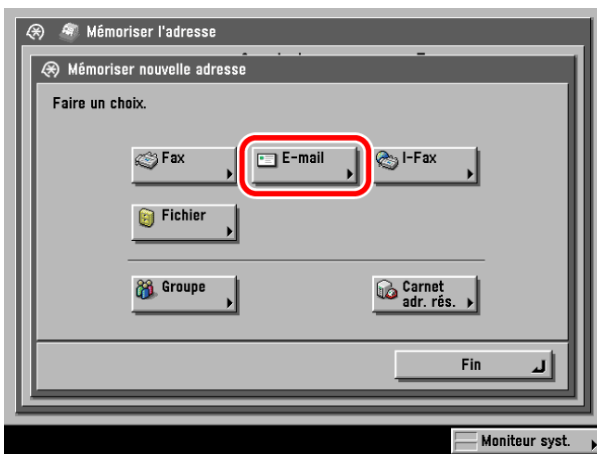 Mémoriser l'adresse
Mémoriser nouvelle adresse
Faire un choix.
Fax
E-mail
I-Fax
Fichier
Groupe
Carnet
adr. rés.
Fin
Moniteur syst.